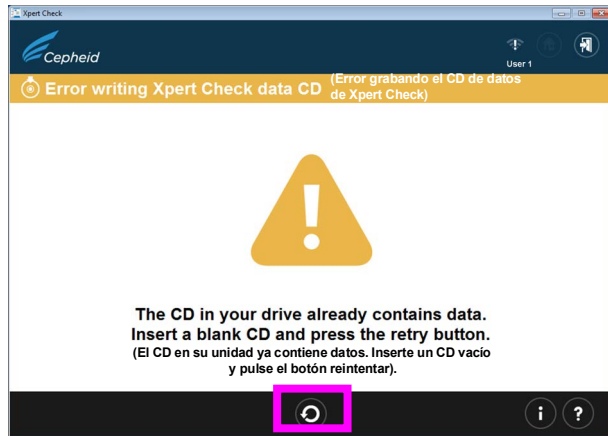 Xpert Check
Cepheid
User 1
Error writing Xpert Check data CD
(Error grabando el CD de datos
de Xpert Check)
The CD in your drive already contains data.
Insert a blank CD and press the retry button.
(El CD en su unidad ya contiene datos. Inserte un CD vacío
y pulse el botón reintentar).